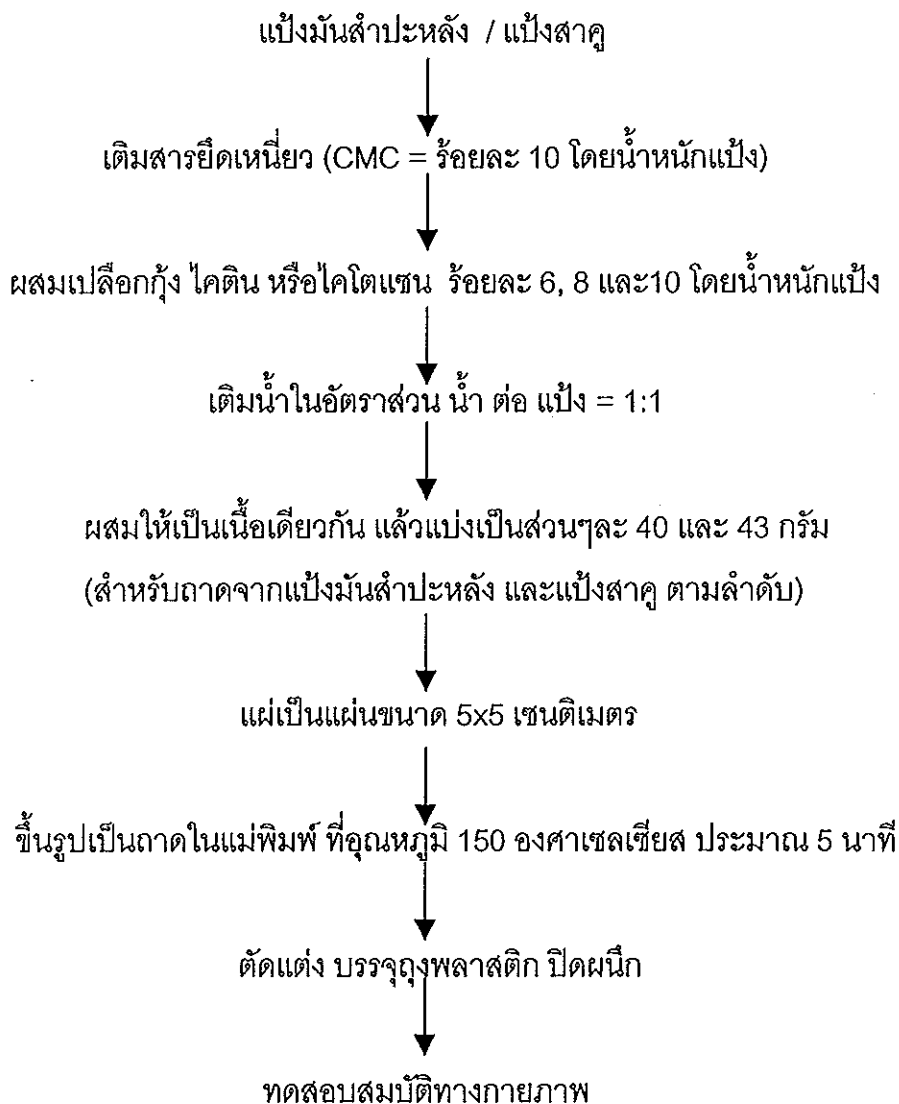 แป้งมันสำปะหลัง / แป้งสาคู
เติมสารยึดเหนี่ยว (CMC = ร้อยละ 10 โดยน้ำหนักแป้ง)
ผสมเปลือกกุ้ง ไคติน หรือไคโตแซน ร้อยละ 6, 8 และ10 โดยน้ำหนักแป้ง
เติมน้ำในอัตราส่วน น้ำ ต่อ แป้ง = 1:1
ผสมให้เป็นเนื้อเดียวกัน แล้วแบ่งเป็นส่วนๆละ 40 และ 43 กรัม
(สำหรับถาดจากแป้งมันสำปะหลัง และแป้งสาคู ตามลำดับ)
แผ่เป็นแผ่นขนาด 5x5 เซนติเมตร
ขึ้นรูปเป็นถาดในแม่พิมพ์ ที่อุณหภูมิ 150 องศาเซลเซียส ประมาณ 5 นาที
ตัดแต่ง บรรจุถุงพลาสติก ปิดผนึก
ทดสอบสมบัติทางกายภาพ